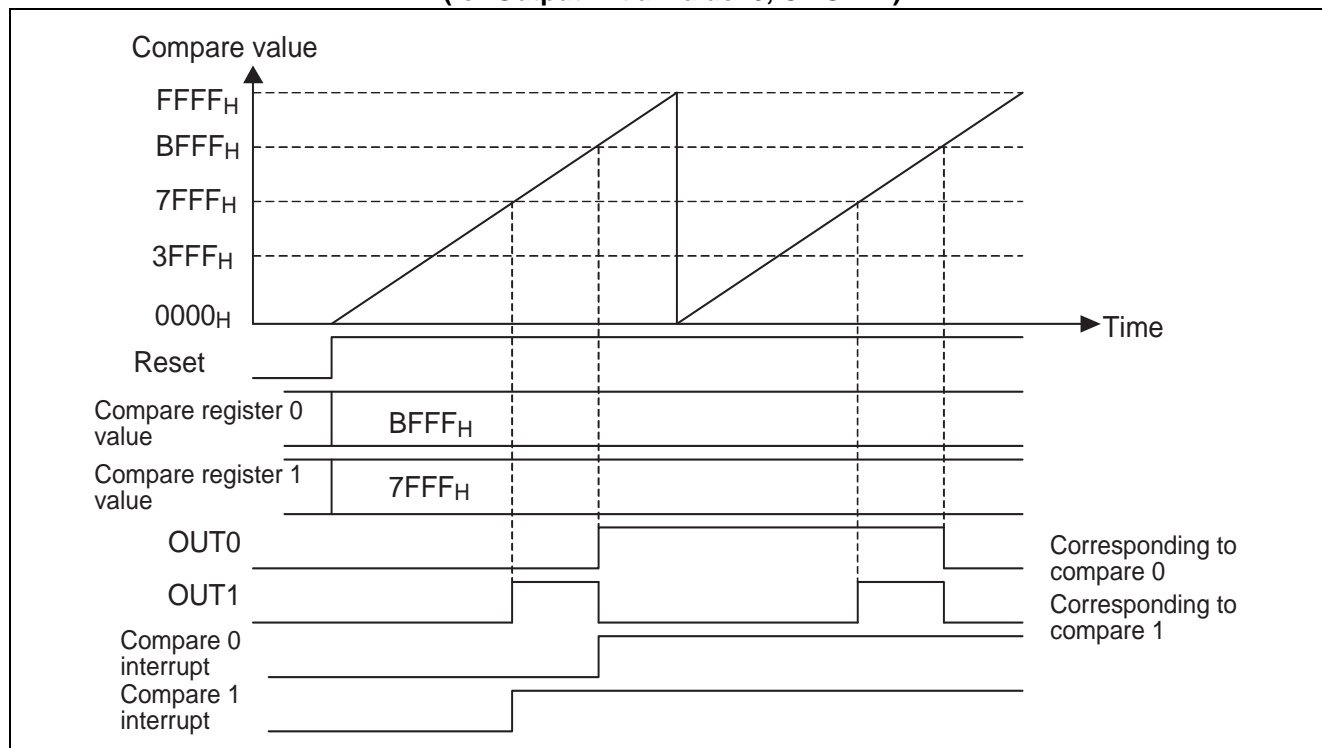 Compare value
FFFFH
BFFFH
7FFFH
3FFFH
0000H
Time
Reset
Compare register 0
value
BFFFH
Compare register 1
value
7FFFH
OUT0
Corresponding to
compare 0
OUT1
Corresponding to
compare 1
Compare 0
interrupt
Compare 1
interrupt